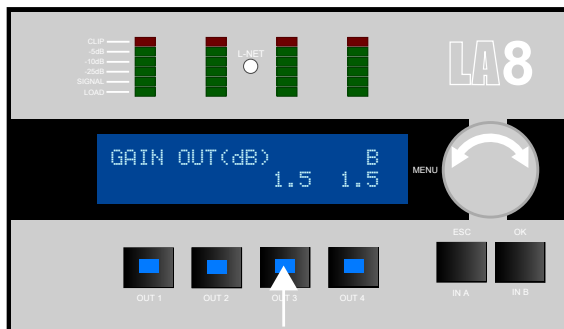 CLIP
-5dB
-10dB
-25dB
SIGNAL
LOAD
L-NET
LA8
GAIN OUT(dB) B
1.5 1.5
MENU
ESC OK
IN A IN B
OUT 1 OUT 2 OUT 3 OUT 4